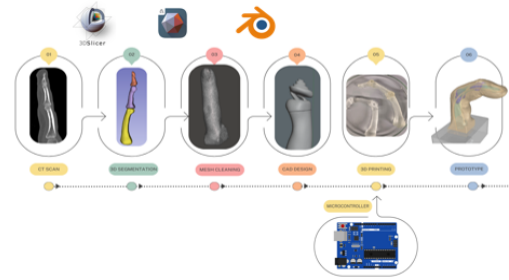 3DSlicer
01
02
03
04
05
06
CT SCAN
3D SEGMENTATION
MESH CLEANING
CAD DESIGN
3D PRINTING
PROTOTYPE
MICROCONTROLLER